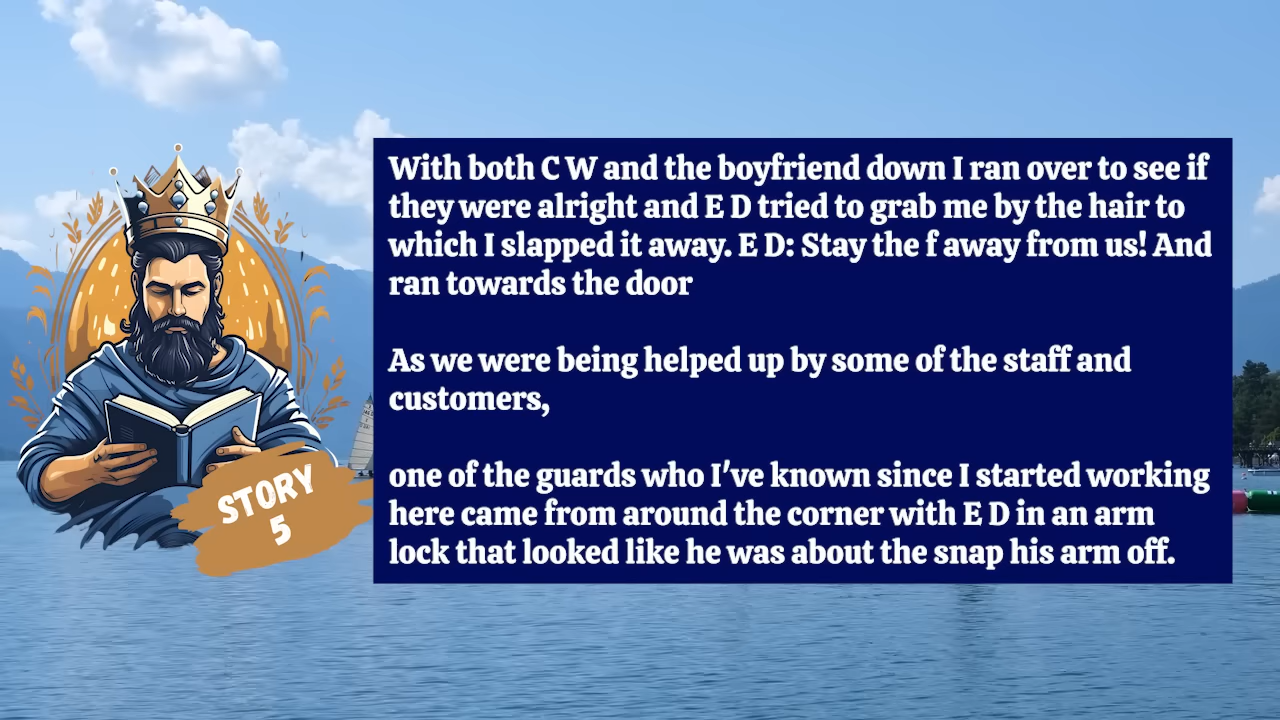 With both C W and the boyfriend down I ran over to see if
they were alright and E D tried to grab me by the hair to
which I slapped it away. E D: Stay the f away from us! And
ran towards the door
As we were being helped up by some of the staff and
customers,
one of the guards who I've known since I started working
here came from around the corner with E D in an arm
lock that looked like he was about the snap his arm off.
STORY
5